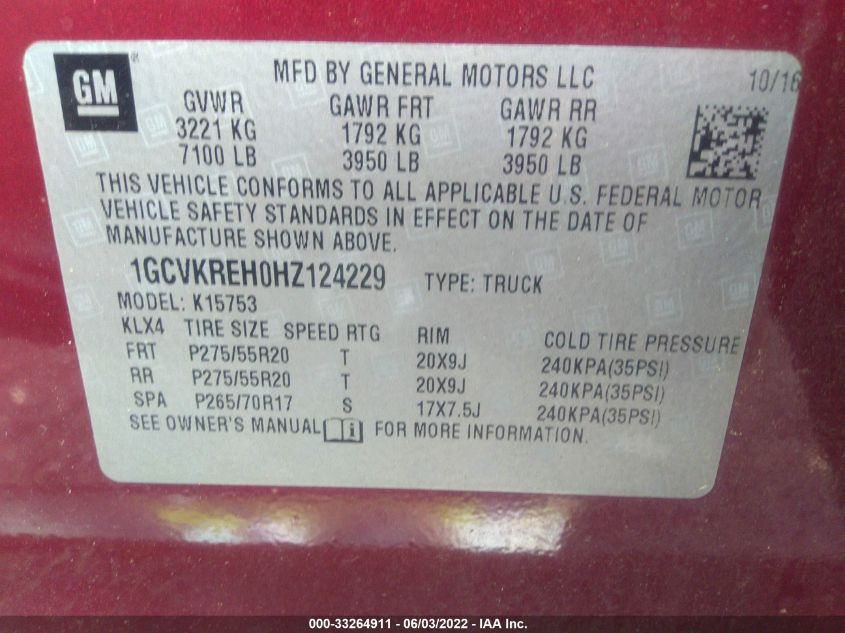 GM
MFD BY GENERAL MOTORS LLC 10/16
GVWR GAWR FRT GAWR RR
3221 KG 1792 KG 1792 KG
7100 LB 3950 LB 3950 LB
THIS VEHICLE CONFORMS TO ALL APPLICABLE U.S. FEDERAL MOTOR
VEHICLE SAFETY STANDARDS IN EFFECT ON THE DATE OF
MANUFACTURE SHOWN ABOVE.
1GCVKREH0HZ124229 TYPE: TRUCK
MODEL: K15753
KLX4 TIRE SIZE SPEED RTG RIM COLD TIRE PRESSURE
FRT P275/55R20 T 20X9J 240KPA(35PSI)
RR P275/55R20 T 20X9J 240KPA(35PSI)
SPA P265/70R17 S 17X7.5J 240KPA(35PSI)
SEE OWNER'S MANUAL i FOR MORE INFORMATION.
000-33264911 - 06/03/2022 - IAA Inc.